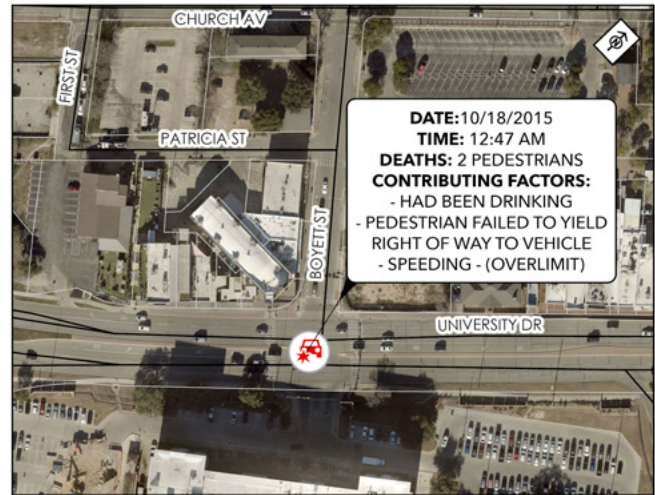 CHURCH AV
FIRST ST
PATRICIA ST
BOYETT ST
DATE:10/18/2015
TIME: 12:47 AM
DEATHS: 2 PEDESTRIANS
CONTRIBUTING FACTORS:
- HAD BEEN DRINKING
- PEDESTRIAN FAILED TO YIELD
RIGHT OF WAY TO VEHICLE
- SPEEDING - (OVERLIMIT)
UNIVERSITY DR